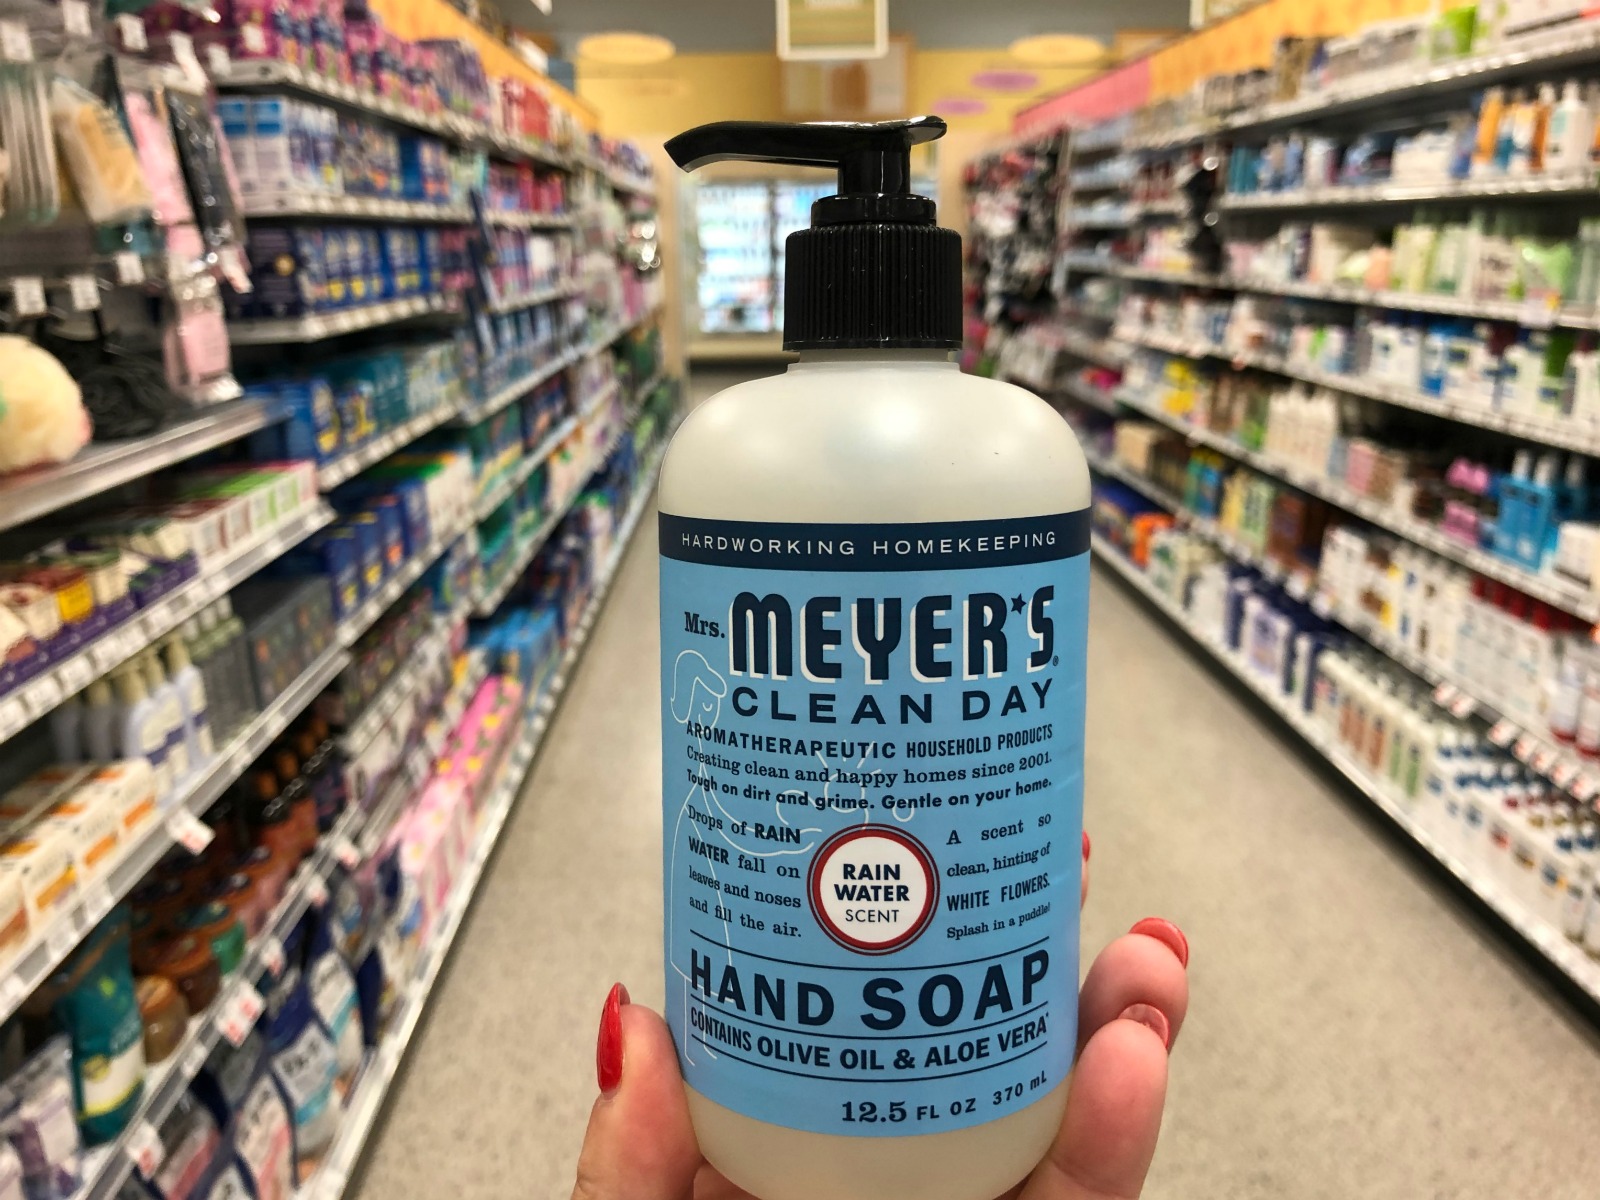 HARDWORKING HOMEKEEPING
Mrs. MEYER'S®
CLEAN DAY
AROMATHERAPEUTIC HOUSEHOLD PRODUCTS
Creating clean and happy homes since 2001.
Tough on dirt and grime. Gentle on your home.
Drops of RAIN
WATER fall on
leaves and noses
and fill the air.
RAIN
WATER
SCENT
A scent so
clean, hinting of
WHITE FLOWERS.
Splash in a puddle!
HAND SOAP
CONTAINS OLIVE OIL & ALOE VERA*
12.5 FL OZ 370 mL